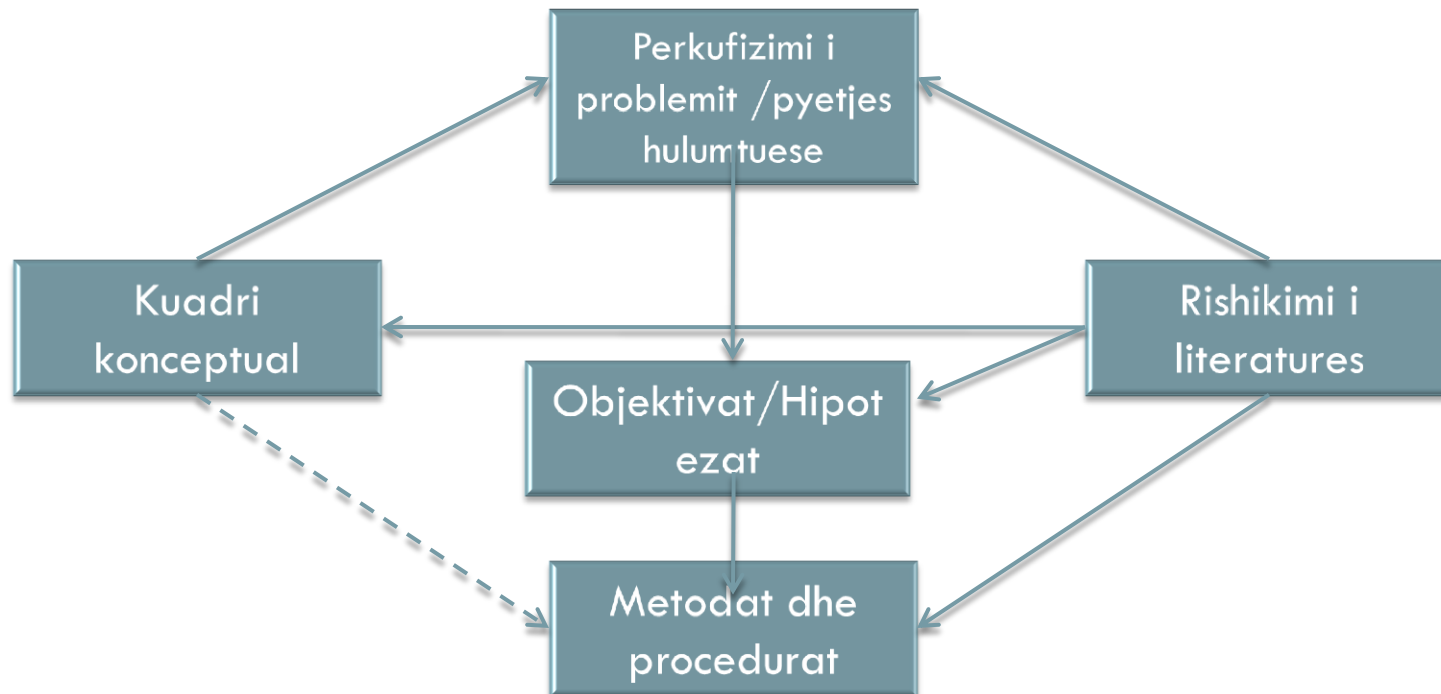 Perkufizimi i
problemit /pyetjes
hulumtuese
Kuadri
konceptual
Rishikimi i
literatures
Objektivat/Hipot
ezat
Metodat dhe
procedurat